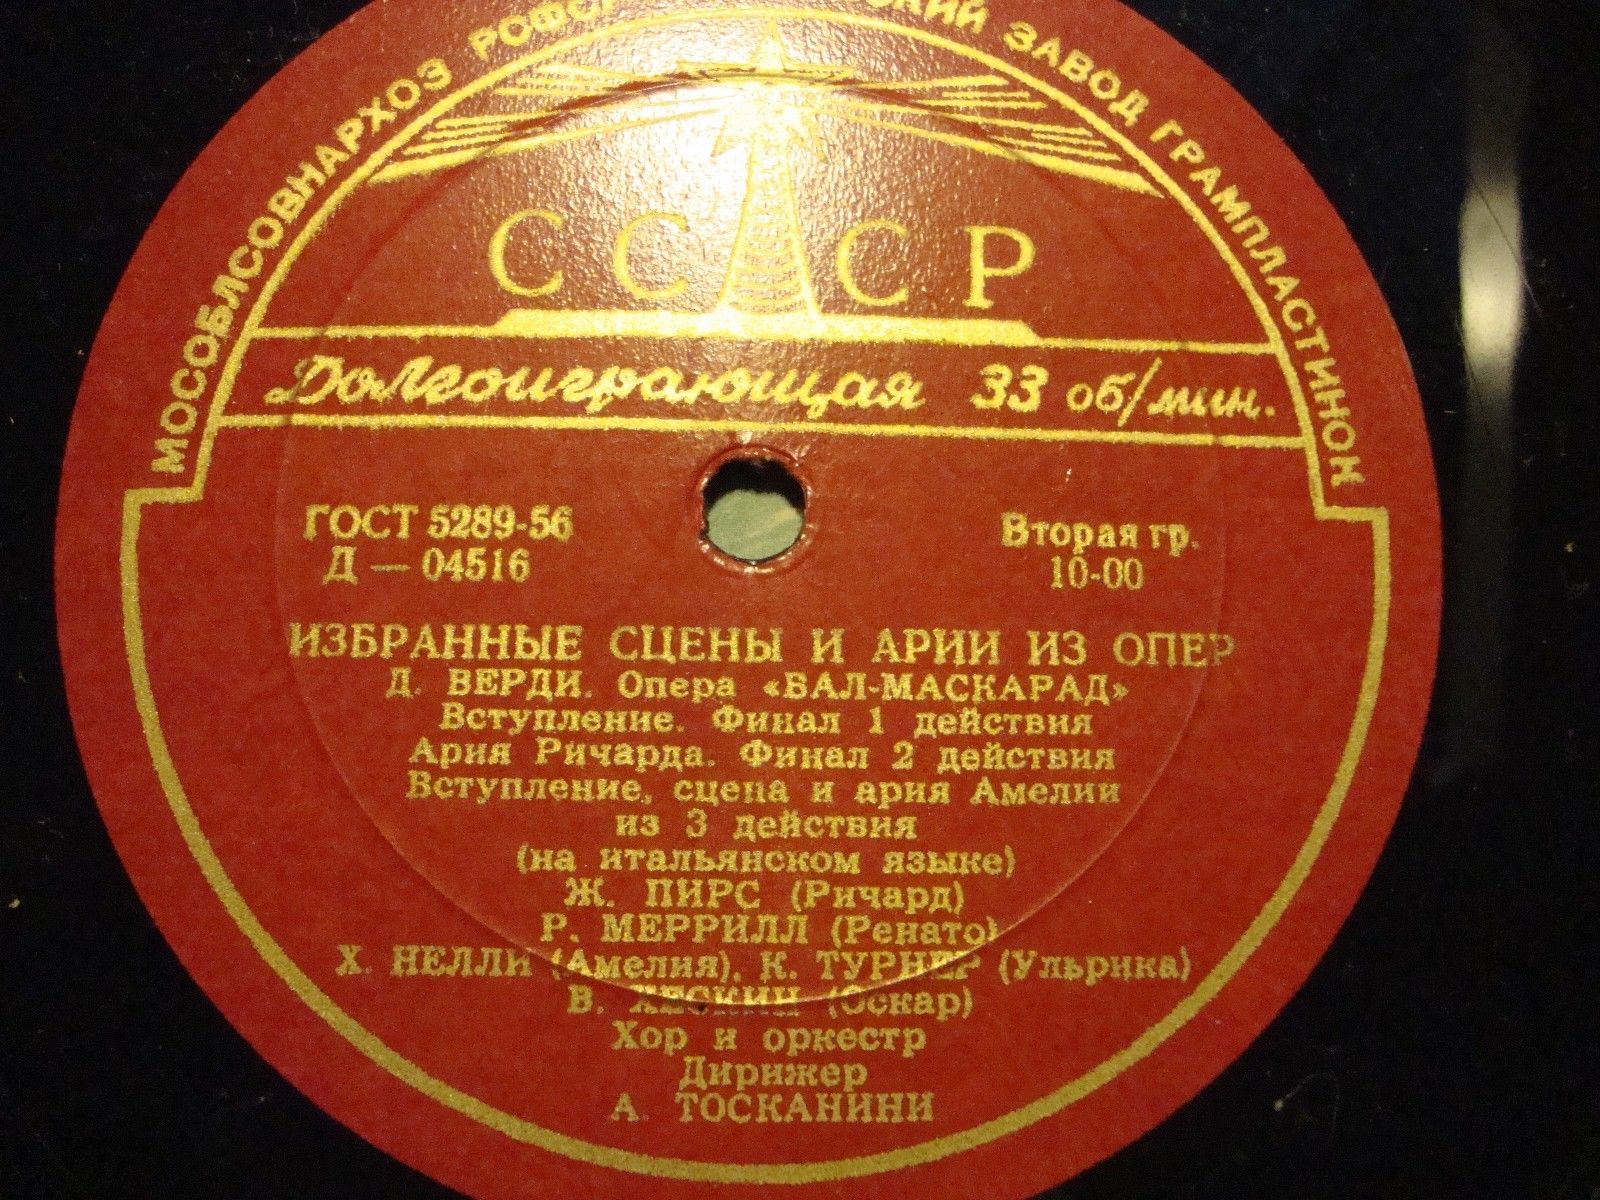 МОСОБЛСОВНАРХОЗ РСФСР
ЗАВОД ГРАМПЛАСТИНОК
СССР
Долгоиграющая 33 об/мин.
ГОСТ 5289-56
Д — 04516
Вторая гр.
10-00
ИЗБРАННЫЕ СЦЕНЫ И АРИИ ИЗ ОПЕР
Д. ВЕРДИ. Опера «БАЛ-МАСКАРАД»
Вступление. Финал 1 действия
Ария Ричарда. Финал 2 действия
Вступление, сцена и ария Амелии
из 3 действия
(на итальянском языке)
Ж. ПИРС (Ричард)
Р. МЕРРИЛЛ (Ренато)
Х. НЕЛЛИ (Амелия), К. ТУРНЕР (Ульрика)
В. ХЕСКИН (Оскар)
Хор и оркестр
Дирижер
А. ТОСКАНИНИ